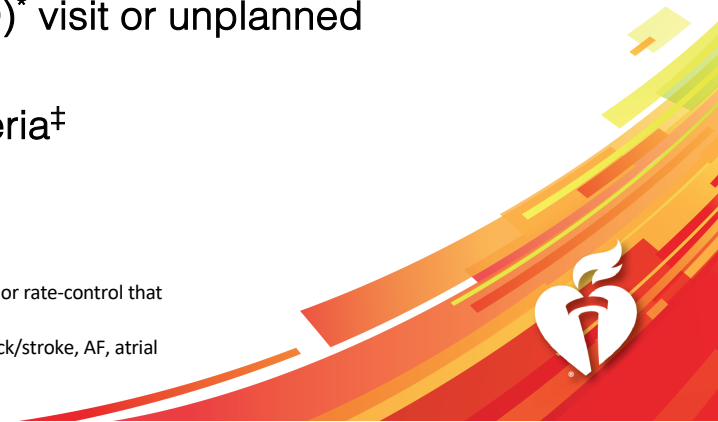 )* visit or unplanned
eria‡
or rate-control that
ck/stroke, AF, atrial
®